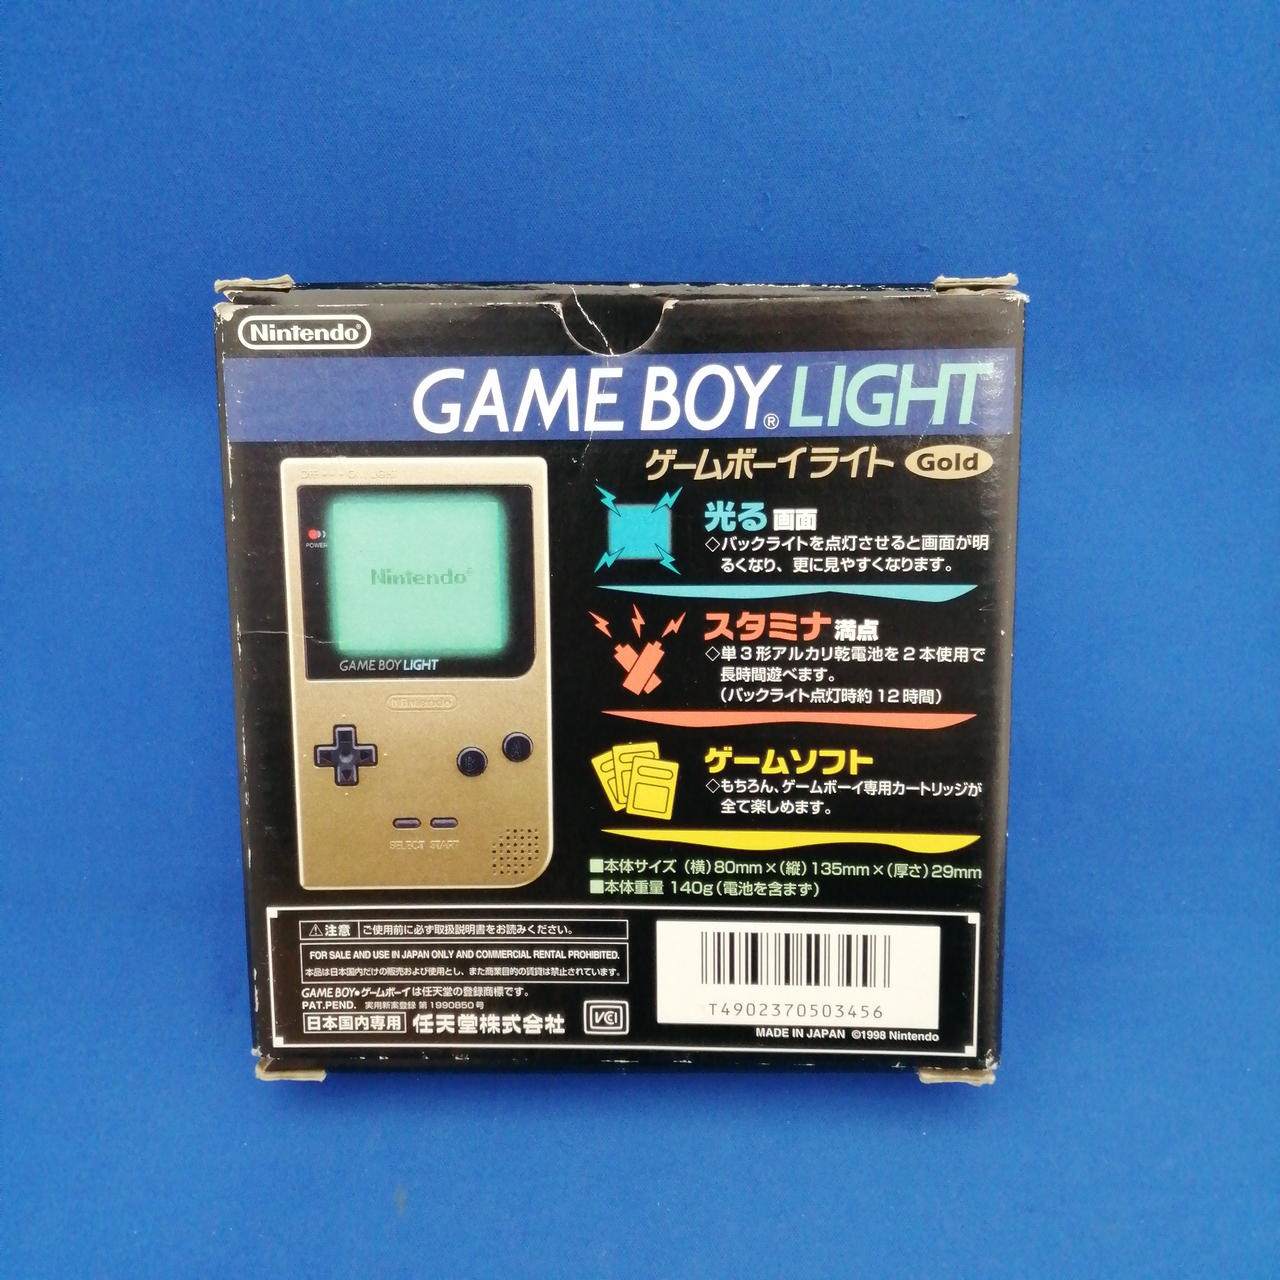 Nintendo®
GAME BOY® LIGHT
ゲームボーイライト Gold
OFF ON LIGHT
POWER
Nintendo®
GAME BOY LIGHT
Nintendo
B A
SELECT START
光る画面
◇バックライトを点灯させると画面が明
るくなり、更に見やすくなります。
スタミナ満点
◇単3形アルカリ乾電池を2本使用で
長時間遊べます。
(バックライト点灯時約12時間)
ゲームソフト
◇もちろん、ゲームボーイ専用カートリッジが
全て楽しめます。
■本体サイズ (横)80mm×(縦)135mm×(厚さ)29mm
■本体重量 140g(電池を含まず)
⚠注意 ご使用前に必ず取扱説明書をお読みください。
FOR SALE AND USE IN JAPAN ONLY AND COMMERCIAL RENTAL PROHIBITED.
本品は日本国内だけの販売および使用とし、また商業目的の賃貸は禁止されています。
GAME BOY・ゲームボーイは任天堂の登録商標です。
PAT.PEND. 実用新案登録 第1990850号
日本国内専用 任天堂株式会社 VCI
T4902370503456
MADE IN JAPAN ©1998 Nintendo